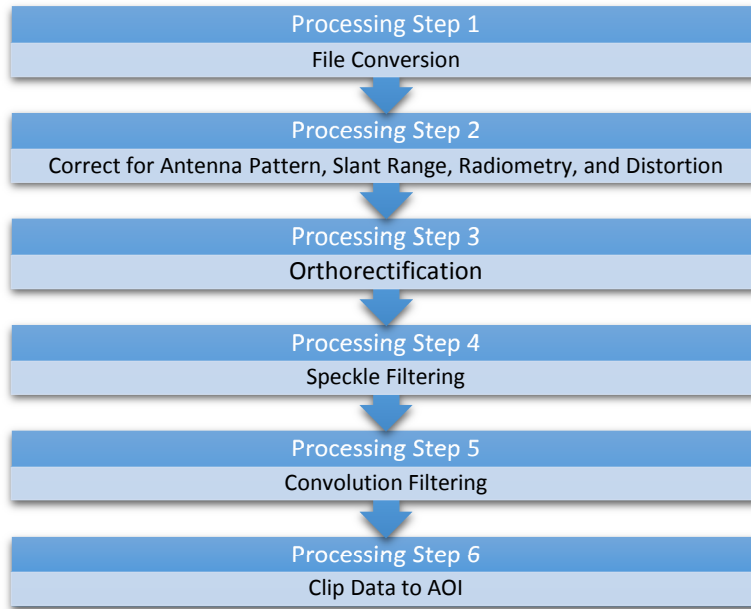 Processing Step 1
File Conversion
Processing Step 2
Correct for Antenna Pattern, Slant Range, Radiometry, and Distortion
Processing Step 3
Orthorectification
Processing Step 4
Speckle Filtering
Processing Step 5
Convolution Filtering
Processing Step 6
Clip Data to AOI